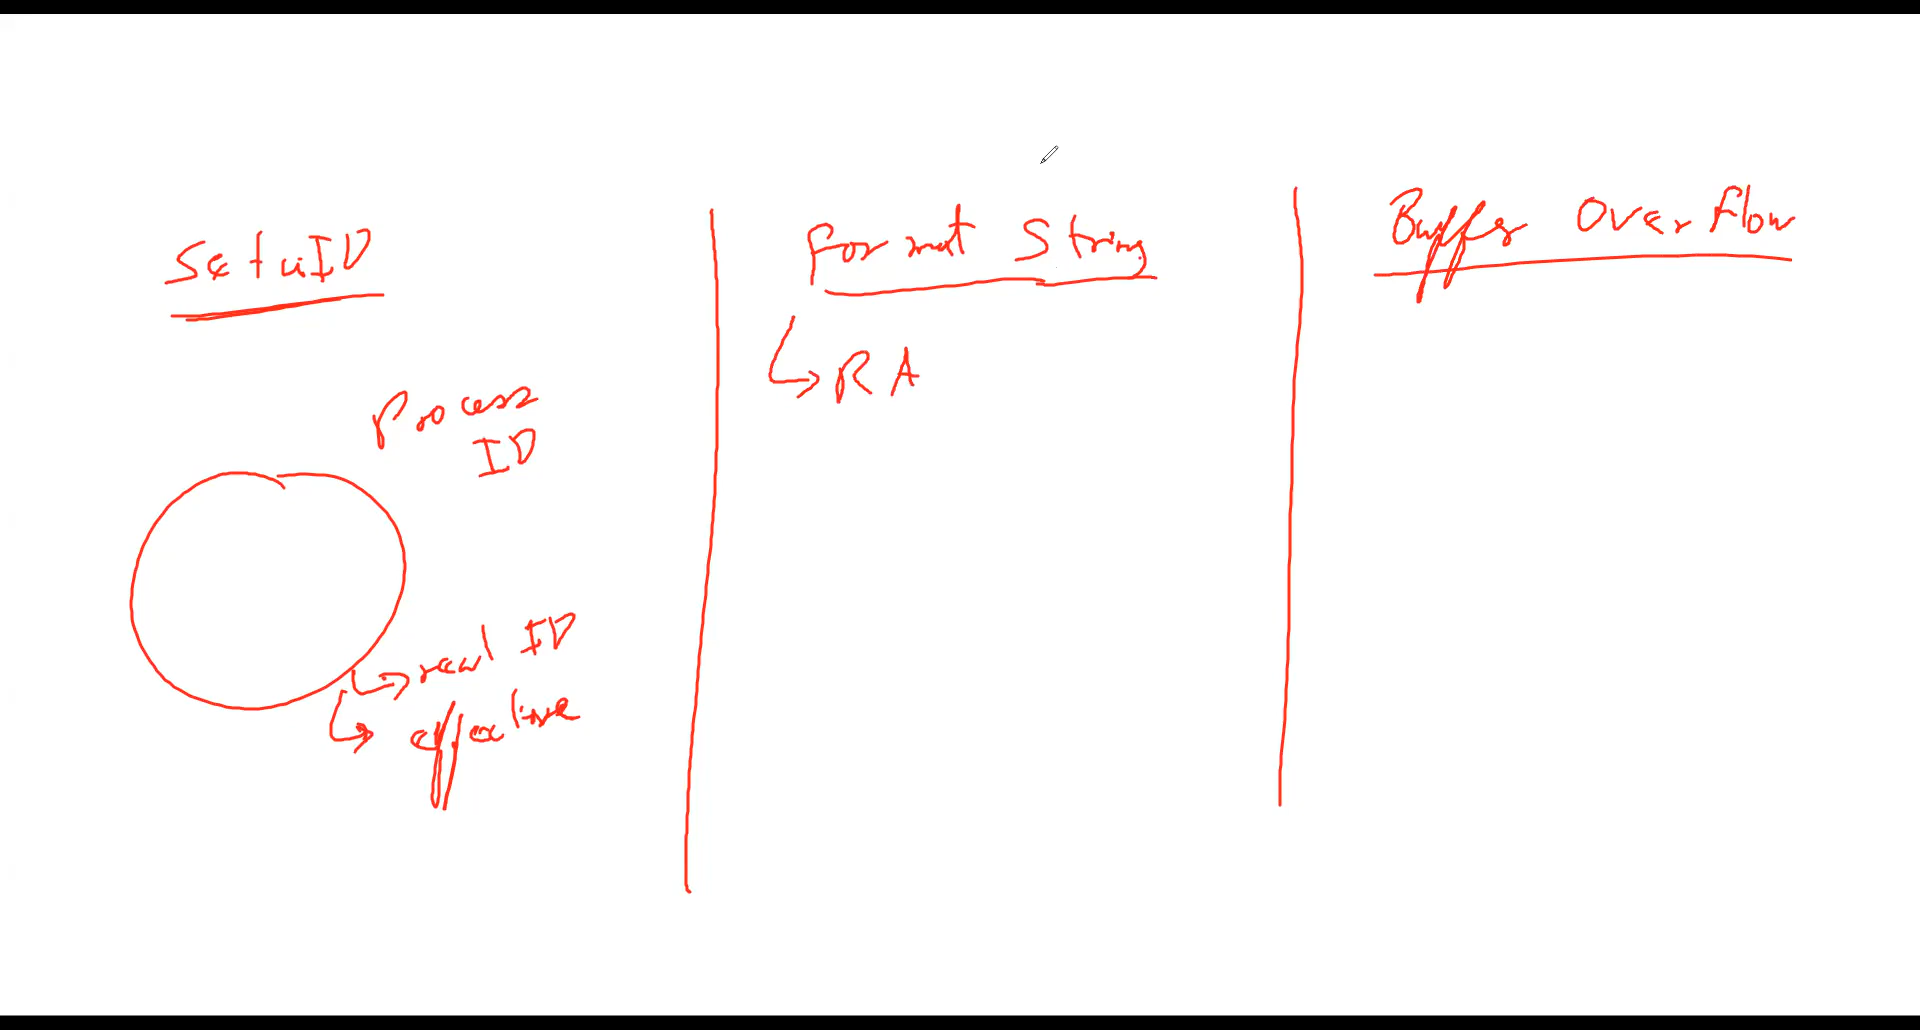 SetuID
Process
ID
real ID
effective
Format String
RA
Buffer Overflow